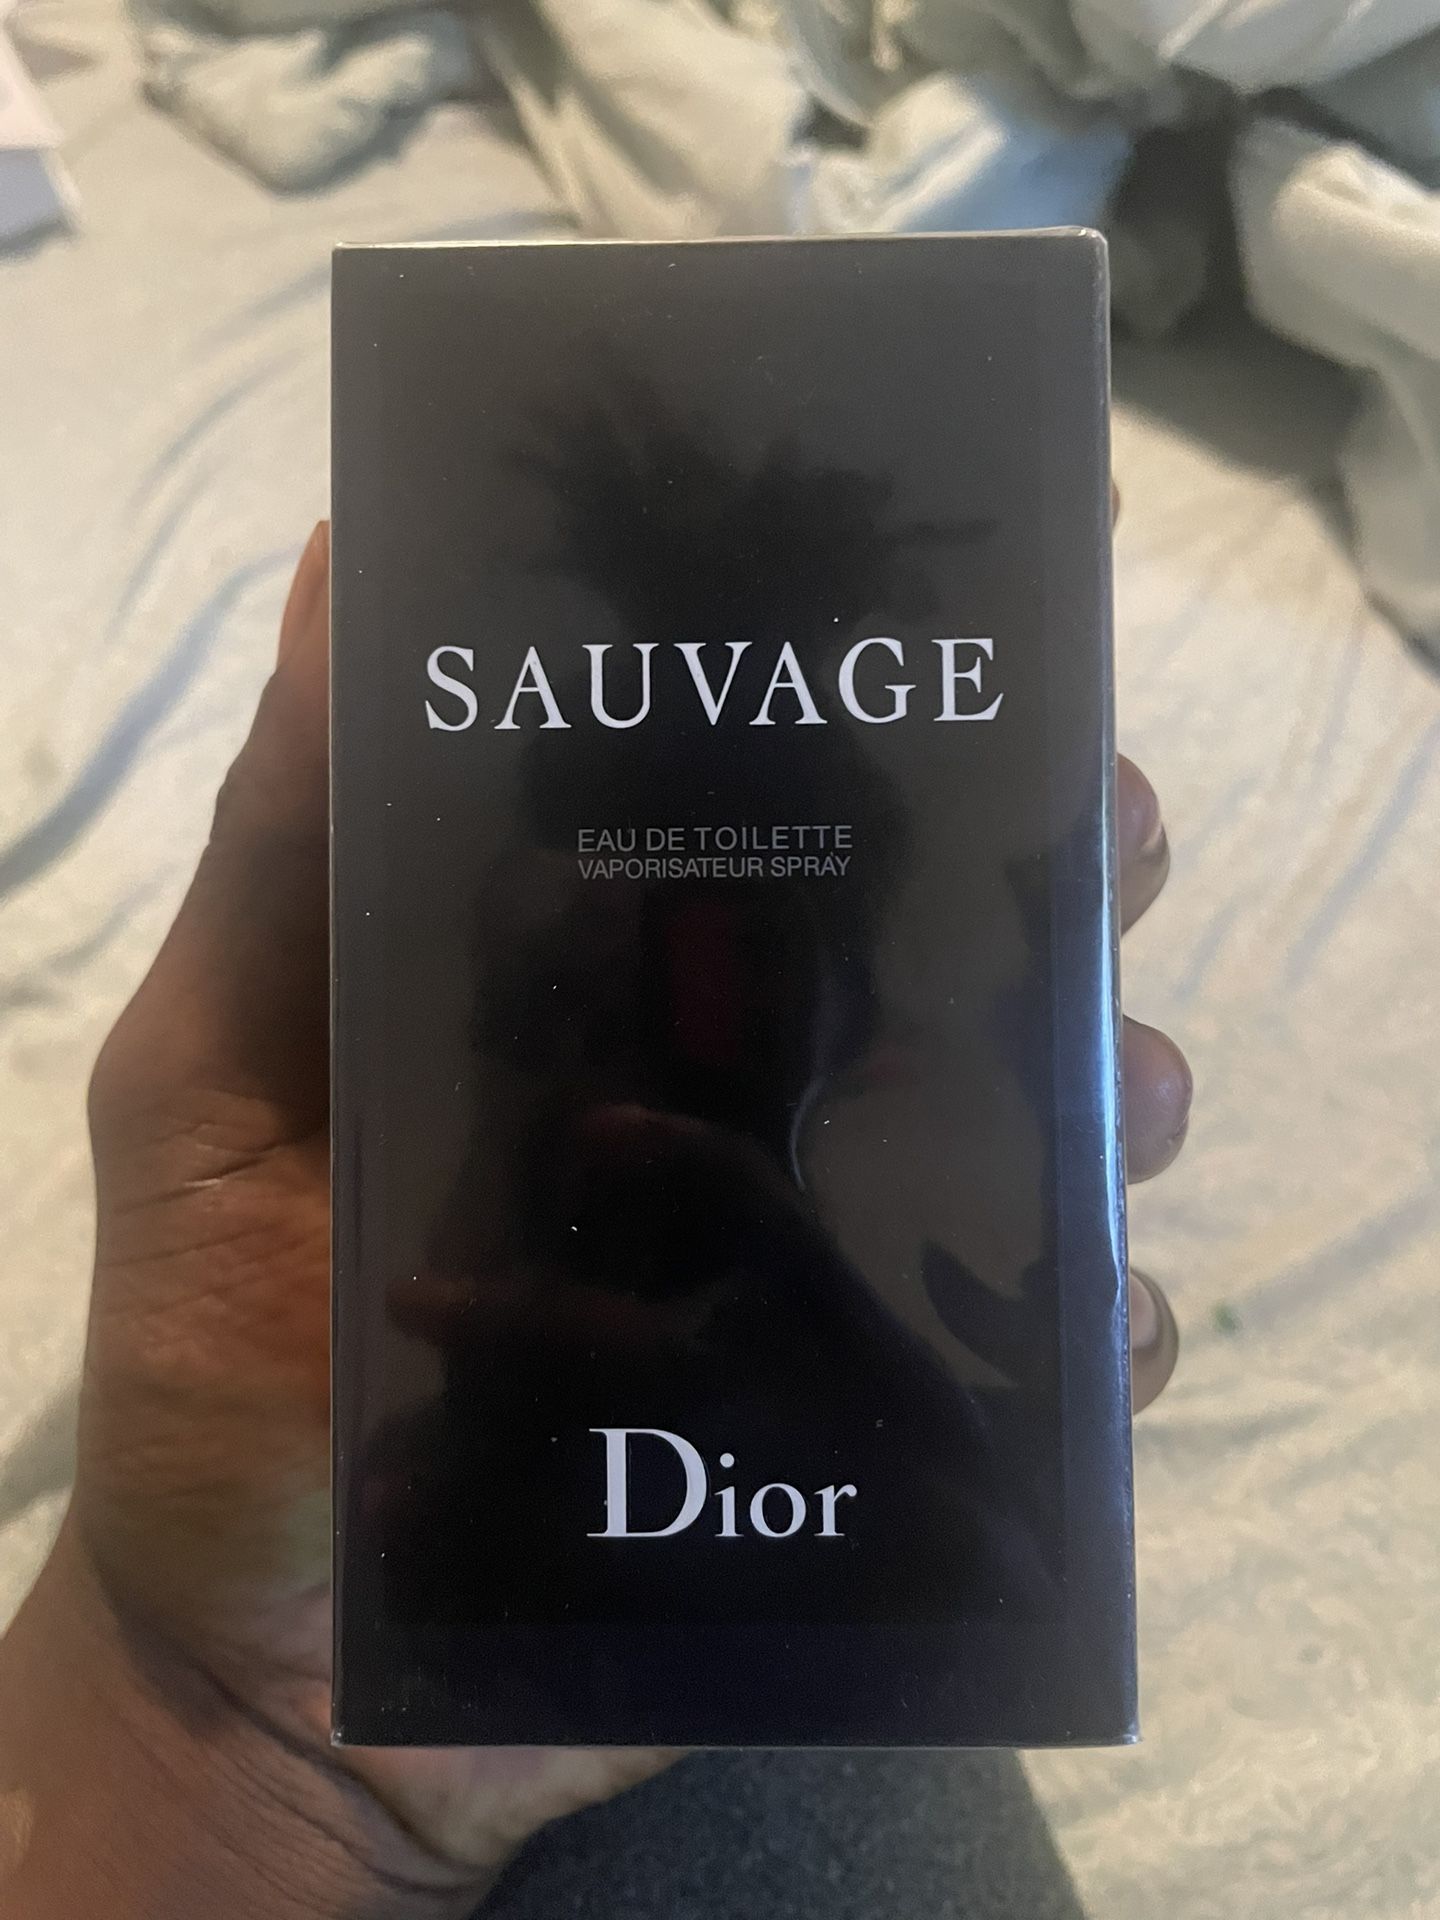 SAUVAGE
EAU DE TOILETTE
VAPORISATEUR SPRAY
Dior